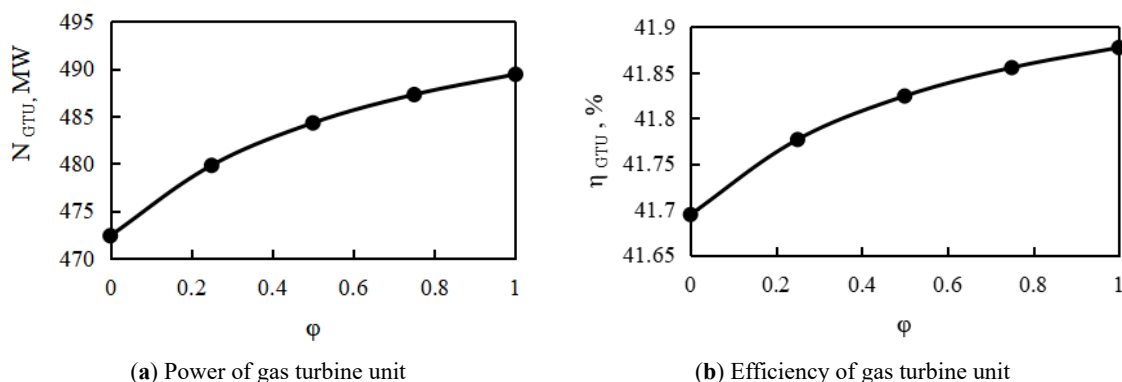 N GTU, MW
495
490
485
480
475
470
0 0.2 0.4 0.6 0.8 1
φ
(a) Power of gas turbine unit
η GTU , %
41.9
41.85
41.8
41.75
41.7
41.65
0 0.2 0.4 0.6 0.8 1
φ
(b) Efficiency of gas turbine unit